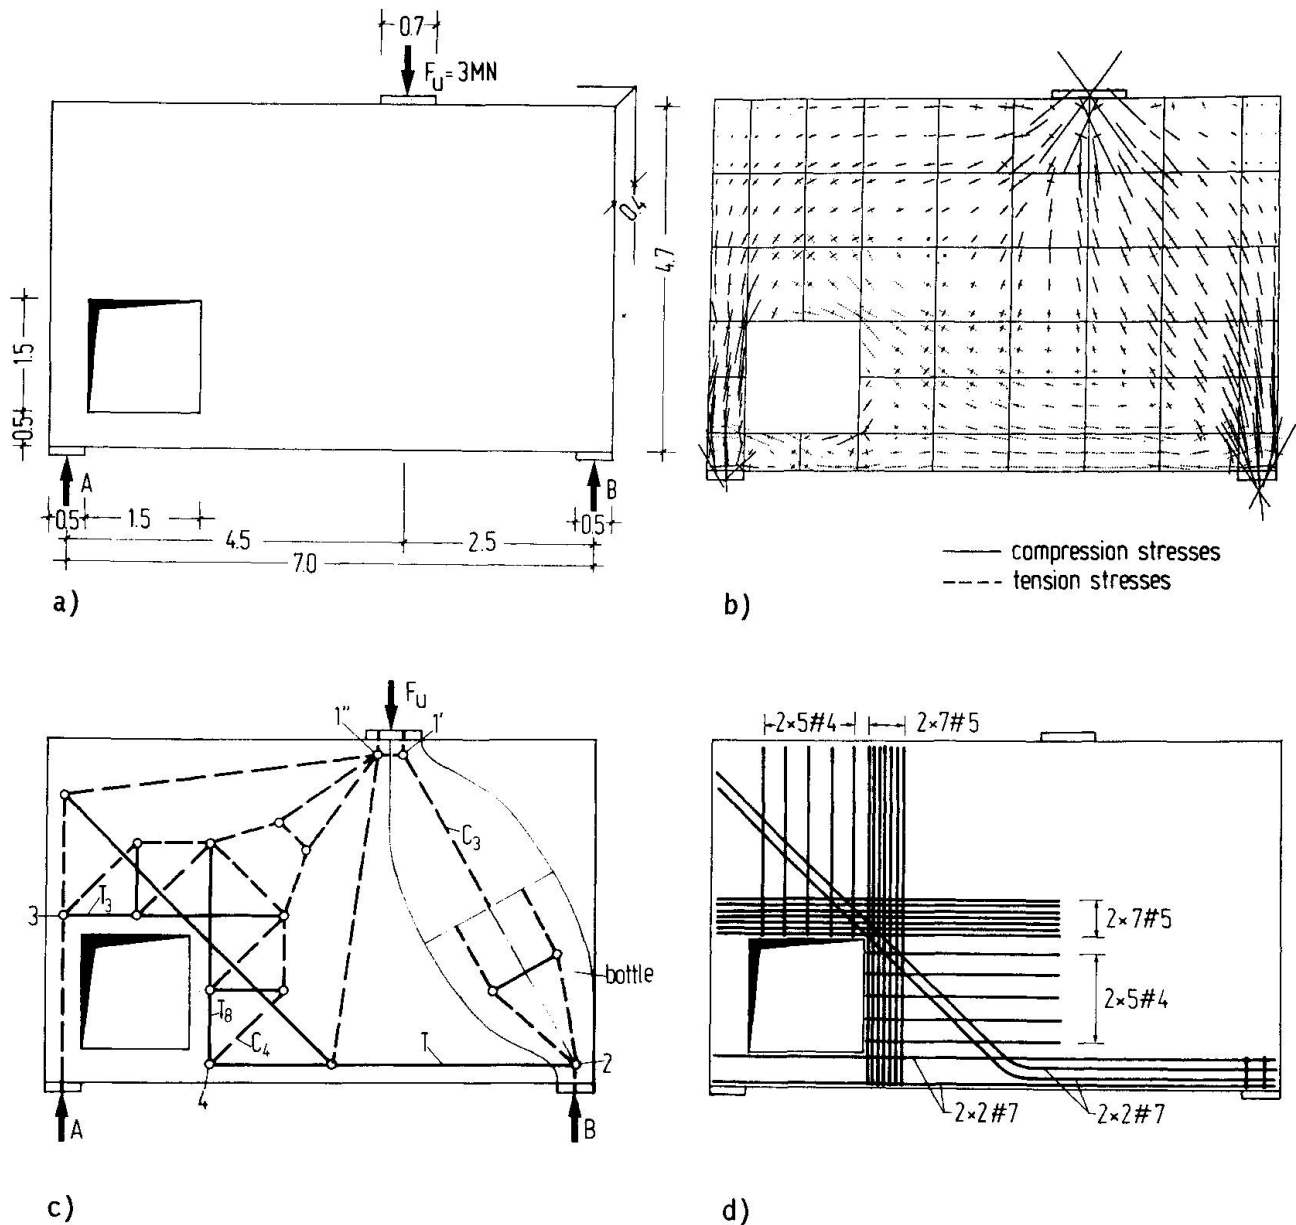 a)
0.7
F_u = 3MN
0.4
4.7
1.5
0.5
A
B
0.5
1.5
0.5
4.5
2.5
7.0
b)
compression stresses
tension stresses
c)
F_u
1''
1'
C_3
3
T_3
bottle
T_8
C_4
T
4
2
A
B
d)
2×5#4
2×7#5
2×7#5
2×5#4
2×2#7
2×2#7